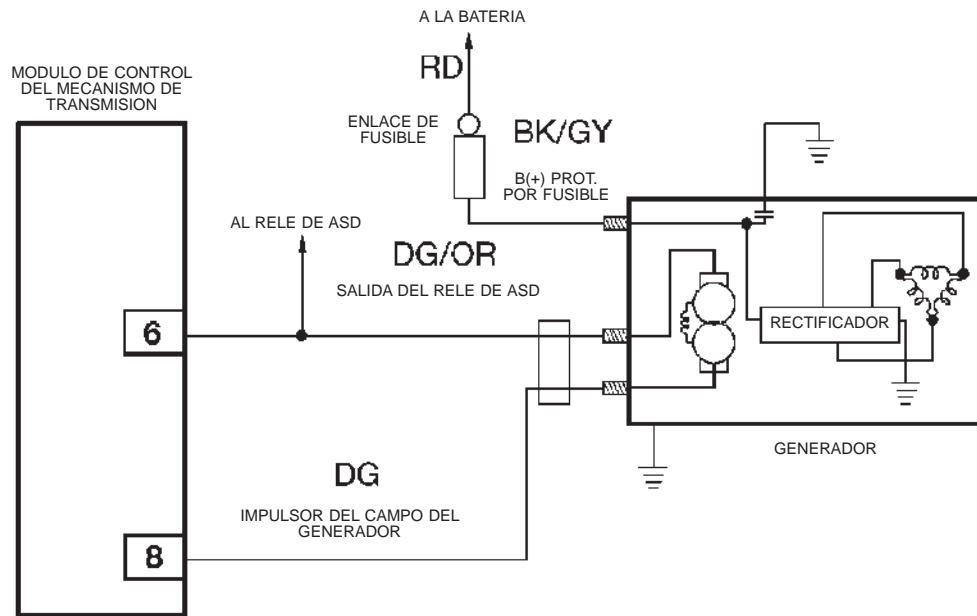 A LA BATERIA
MODULO DE CONTROL
DEL MECANISMO DE
TRANSMISION
RD
ENLACE DE
FUSIBLE
BK/GY
B(+) PROT.
POR FUSIBLE
AL RELE DE ASD
DG/OR
SALIDA DEL RELE DE ASD
6
RECTIFICADOR
GENERADOR
DG
IMPULSOR DEL CAMPO DEL
GENERADOR
8